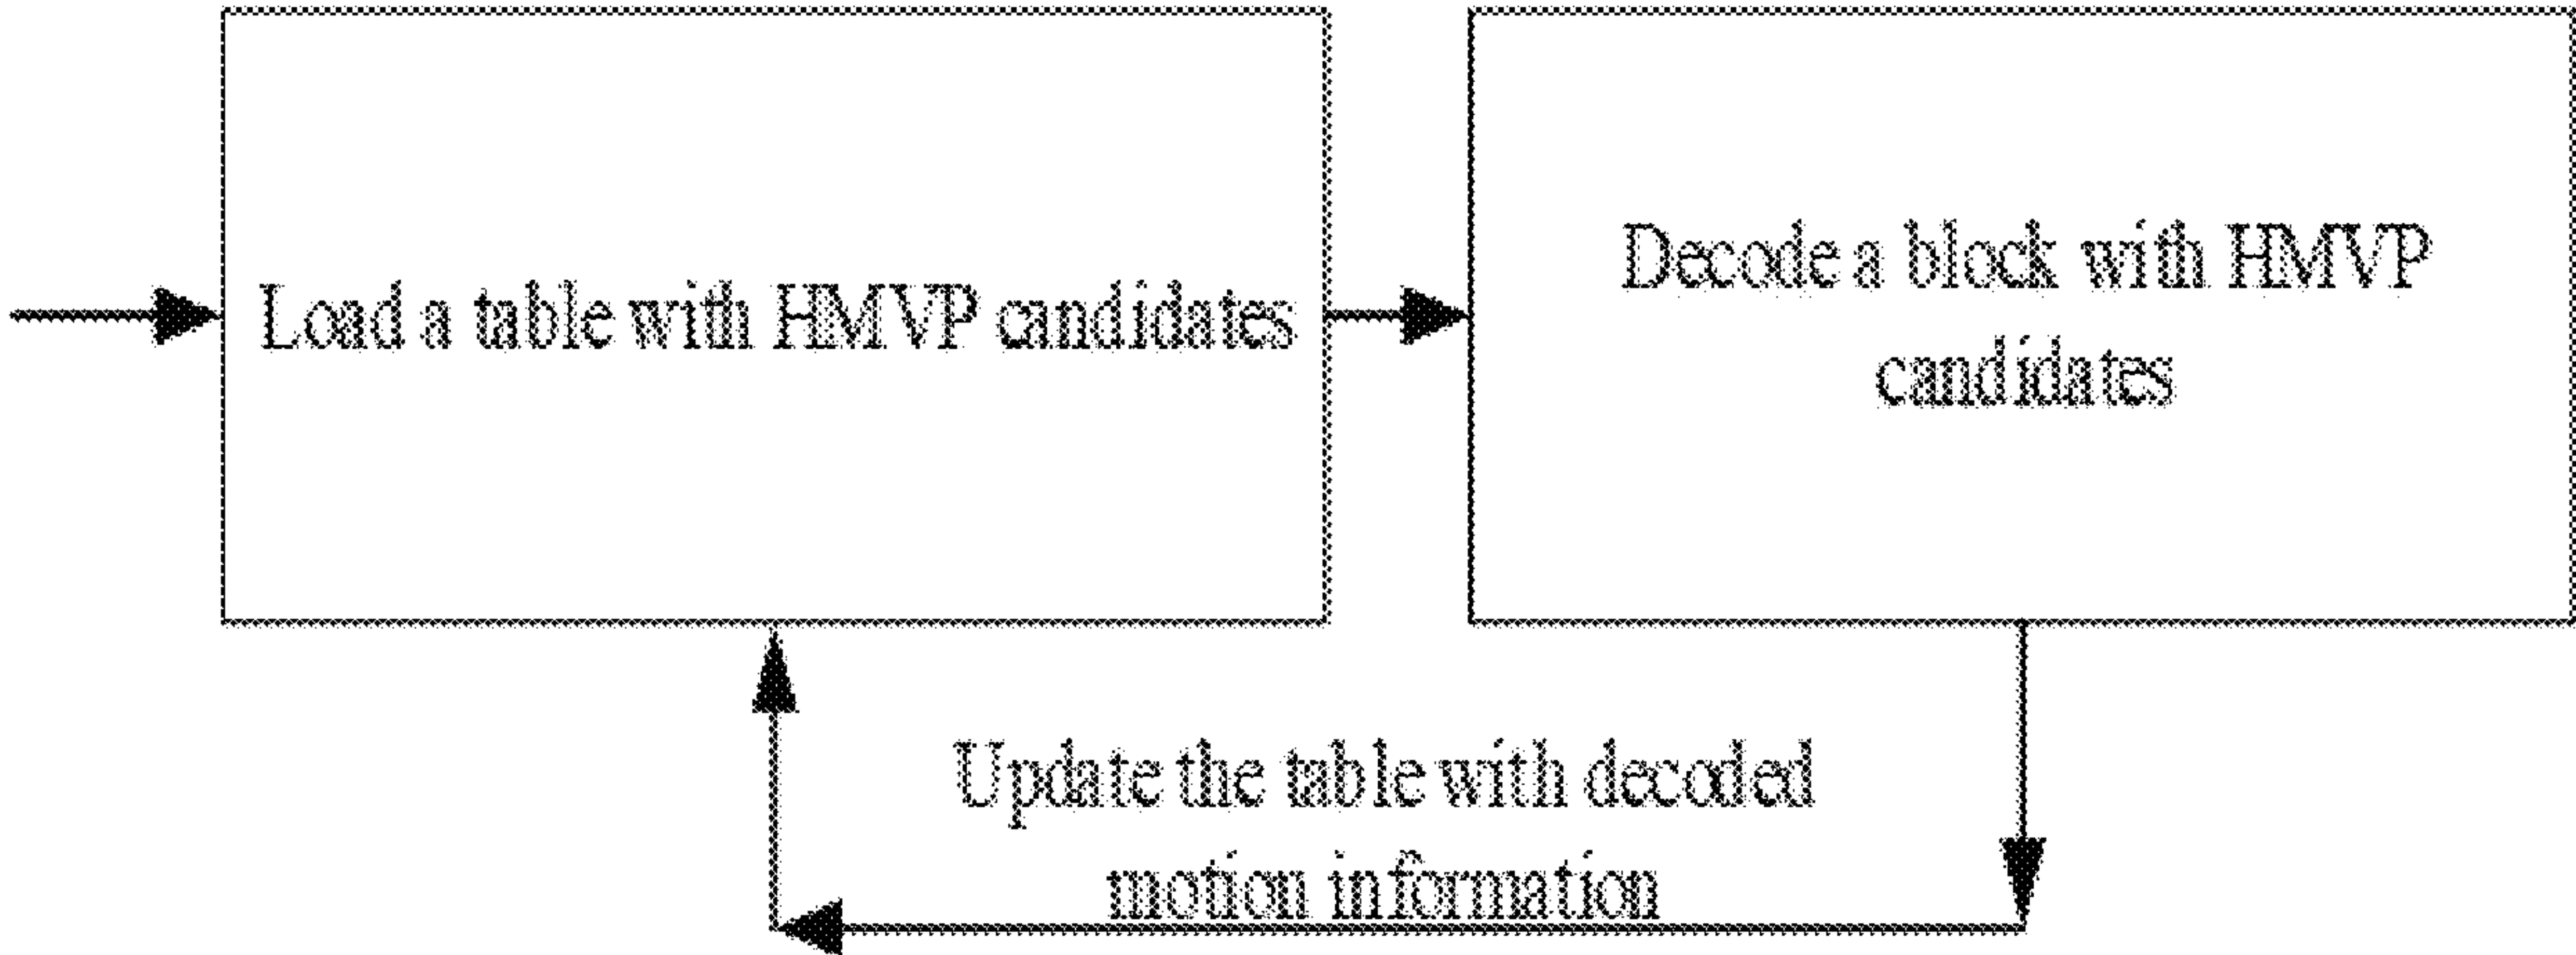 Load a table with HMVP candidates
Decode a block with HMVP
candidates
Update the table with decoded
motion information